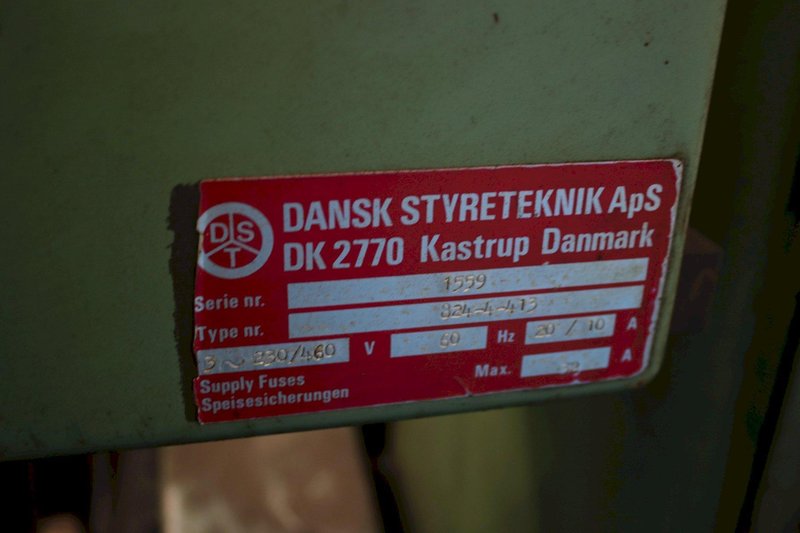 DST
DANSK STYRETEKNIK ApS
DK 2770 Kastrup Danmark
Serie nr. 1559
Type nr. 824-4-413
3 ~ 230/460 V 60 Hz 20 / 10 A
Supply Fuses Max. A
Speisesicherungen